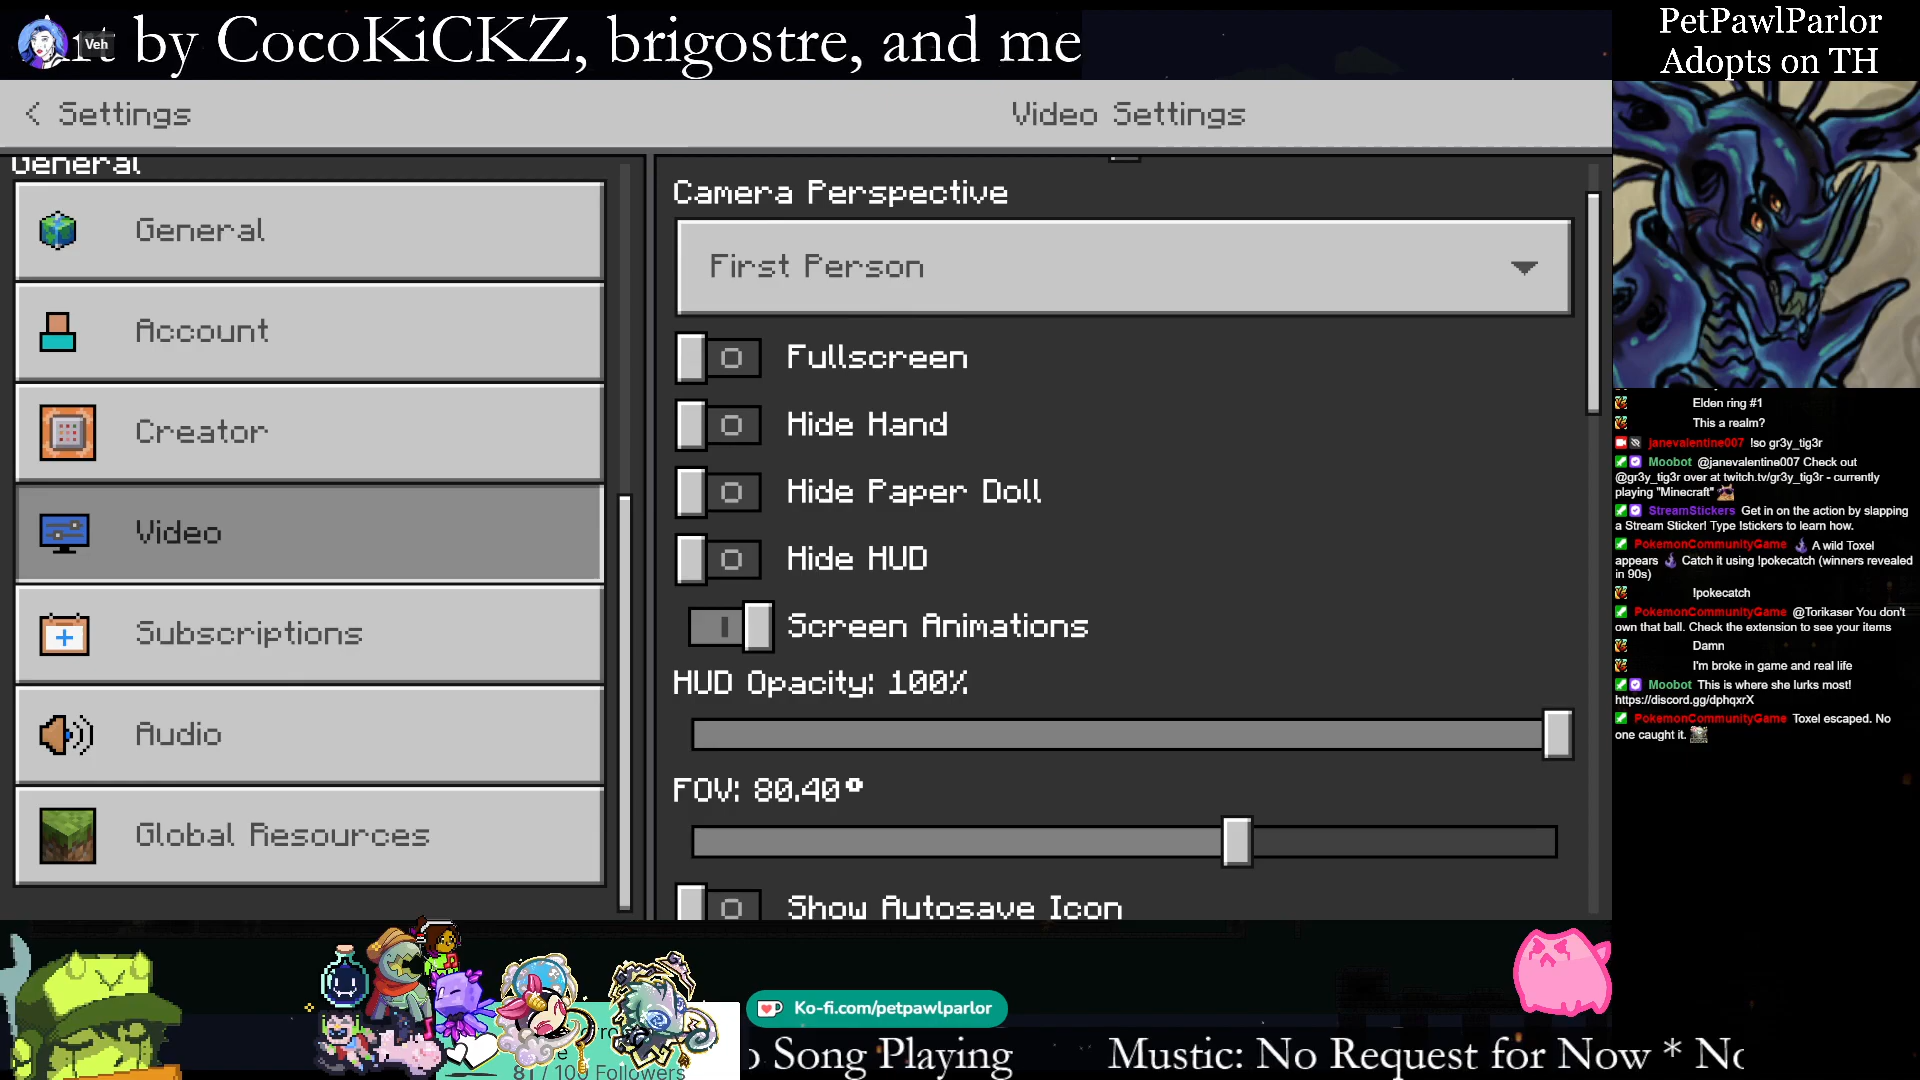 Art by CocoKiCKZ, brigostre, and me
Veh
PetPawlParlor
Adopts on TH
Settings
Video Settings
General
General
Account
Creator
Video
Subscriptions
Audio
Global Resources
Camera Perspective
First Person
Fullscreen
Hide Hand
Hide Paper Doll
Hide HUD
Screen Animations
HUD Opacity: 100%
FOV: 80.40°
Show Autosave Icon
Elden ring #1
This a realm?
janevalentine007 !so gr3y_tig3r
Moobot @janevalentine007 Check out
@gr3y_tig3r over at twitch.tv/gr3y_tig3r - currently
playing "Minecraft"
StreamStickers Get in on the action by slapping
a Stream Sticker! Type !stickers to learn how.
PokemonCommunityGame A wild Toxel
appears Catch it using !pokecatch (winners revealed
in 90s)
!pokecatch
PokemonCommunityGame @Torikaser You don't
own that ball. Check the extension to see your items
Damn
I'm broke in game and real life
Moobot This is where she lurks most!
https://discord.gg/dphqxrX
PokemonCommunityGame Toxel escaped. No
one caught it.
Ko-fi.com/petpawlparlor
Song Playing
Mustic: No Request for Now * No
/ 100 Followers